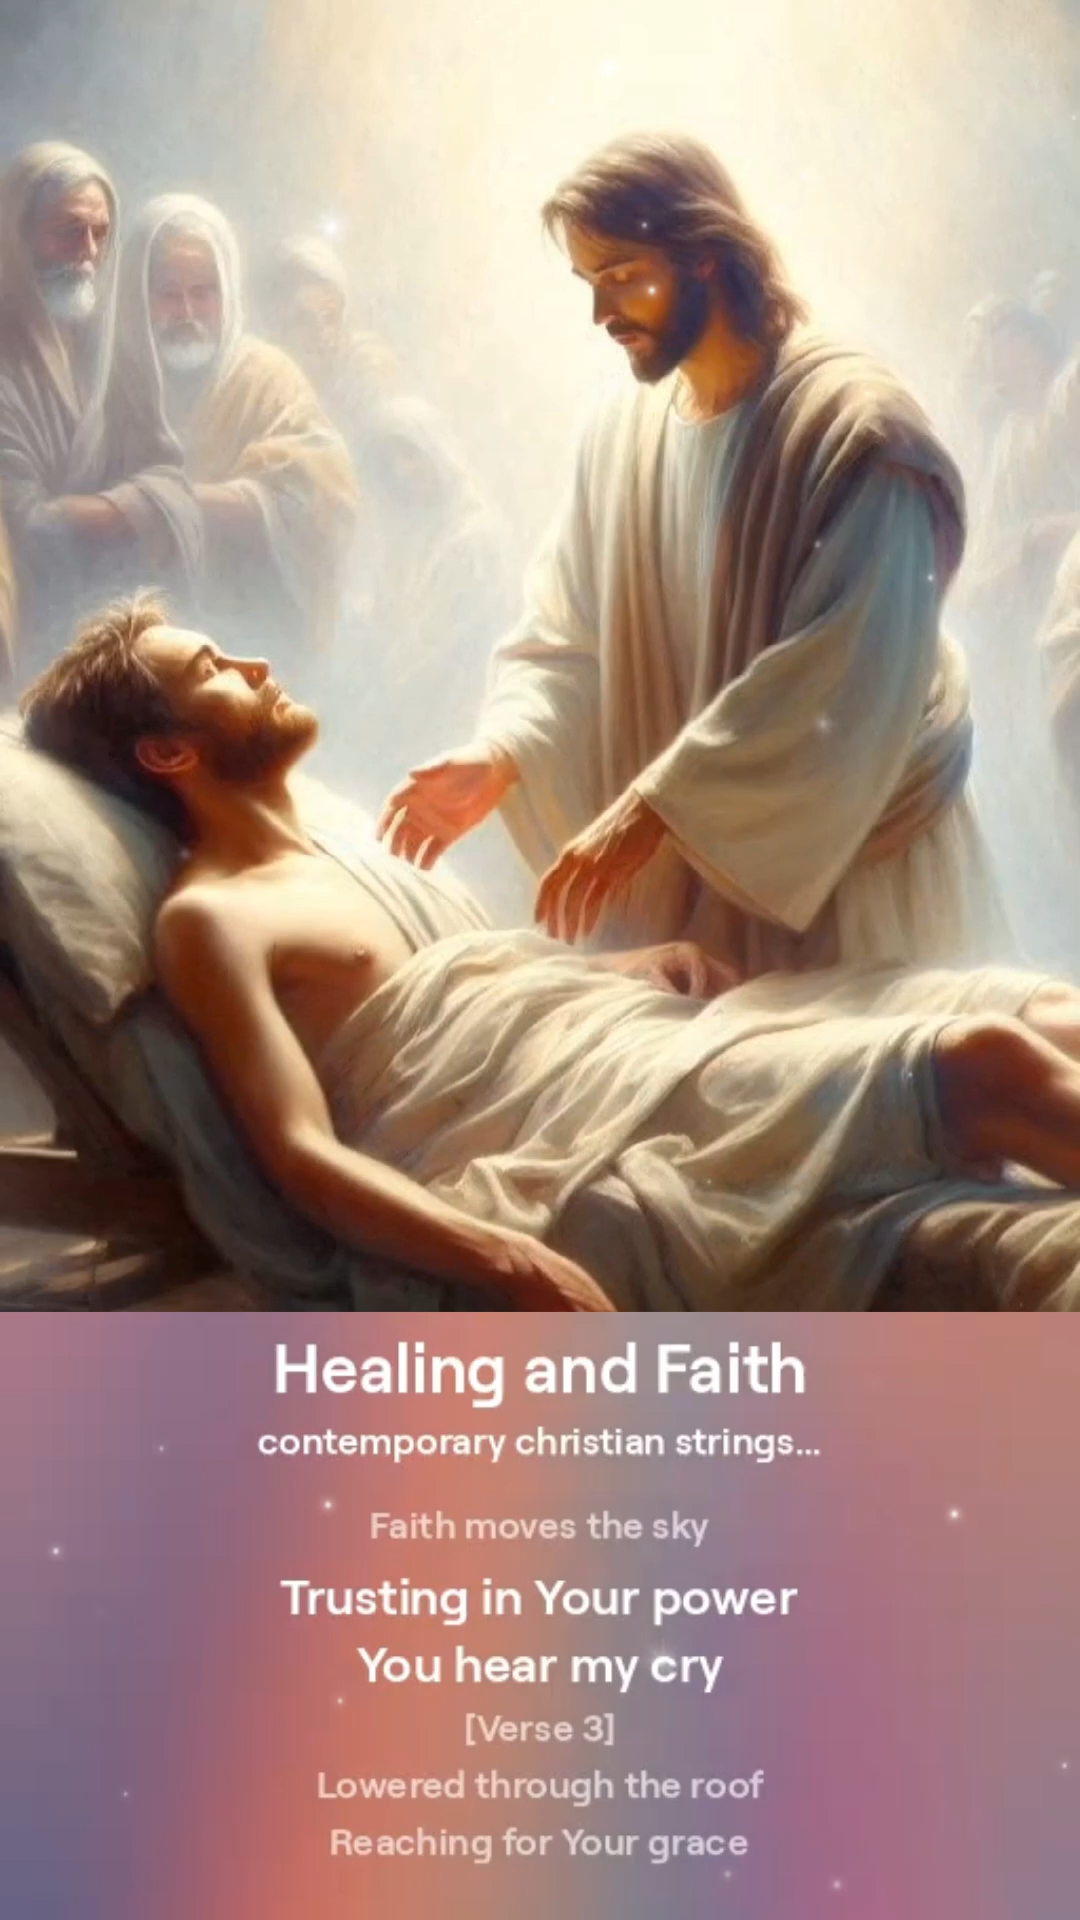 Healing and Faith
contemporary christian strings...
Faith moves the sky
Trusting in Your power
You hear my cry
[Verse 3]
Lowered through the roof
Reaching for Your grace